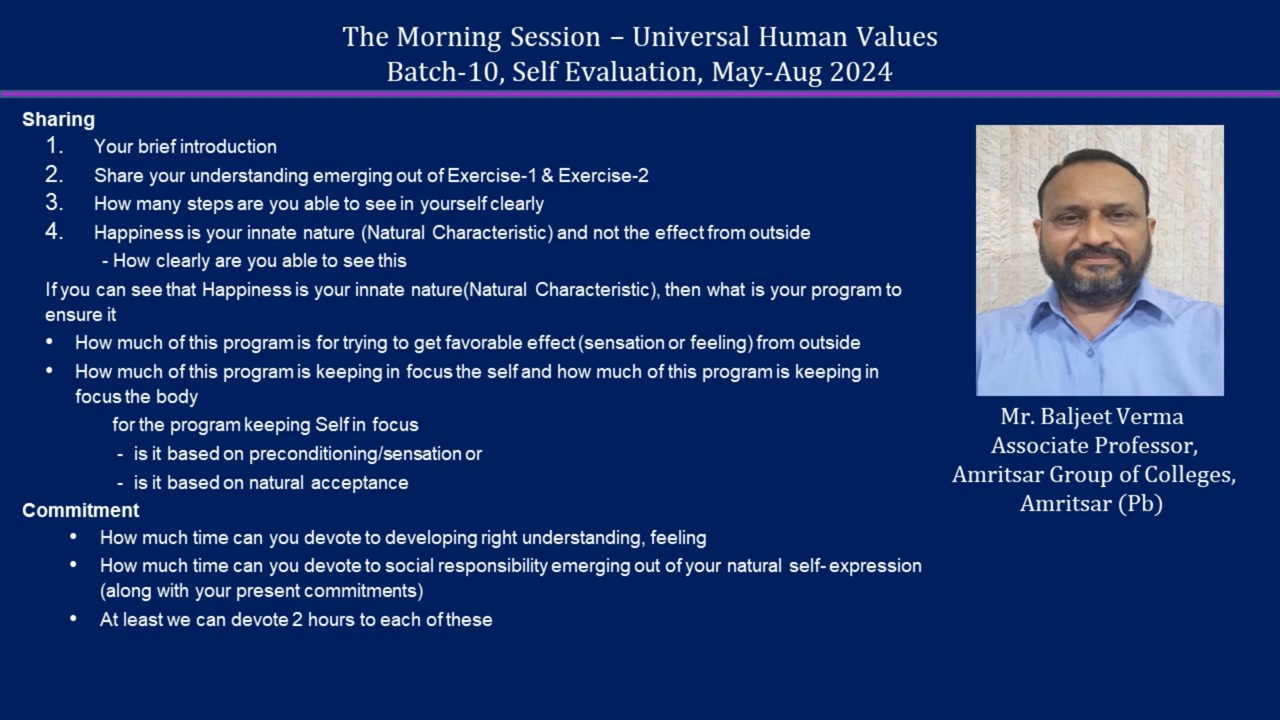 The Morning Session – Universal Human Values
Batch-10, Self Evaluation, May-Aug 2024
Sharing
1. Your brief introduction
2. Share your understanding emerging out of Exercise-1 & Exercise-2
3. How many steps are you able to see in yourself clearly
4. Happiness is your innate nature (Natural Characteristic) and not the effect from outside
- How clearly are you able to see this
If you can see that Happiness is your innate nature(Natural Characteristic), then what is your program to
ensure it
• How much of this program is for trying to get favorable effect (sensation or feeling) from outside
• How much of this program is keeping in focus the self and how much of this program is keeping in
focus the body
for the program keeping Self in focus
- is it based on preconditioning/sensation or
- is it based on natural acceptance
Commitment
• How much time can you devote to developing right understanding, feeling
• How much time can you devote to social responsibility emerging out of your natural self-expression
(along with your present commitments)
• At least we can devote 2 hours to each of these
Mr. Baljeet Verma
Associate Professor,
Amritsar Group of Colleges,
Amritsar (Pb)